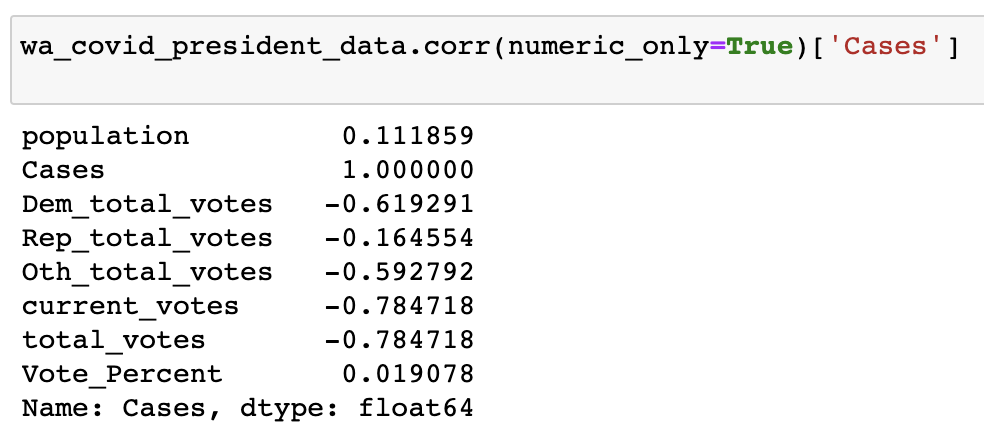 wa_covid_president_data.corr(numeric_only=True)['Cases']
population 0.111859
Cases 1.000000
Dem_total_votes -0.619291
Rep_total_votes -0.164554
Oth_total_votes -0.592792
current_votes -0.784718
total_votes -0.784718
Vote_Percent 0.019078
Name: Cases, dtype: float64